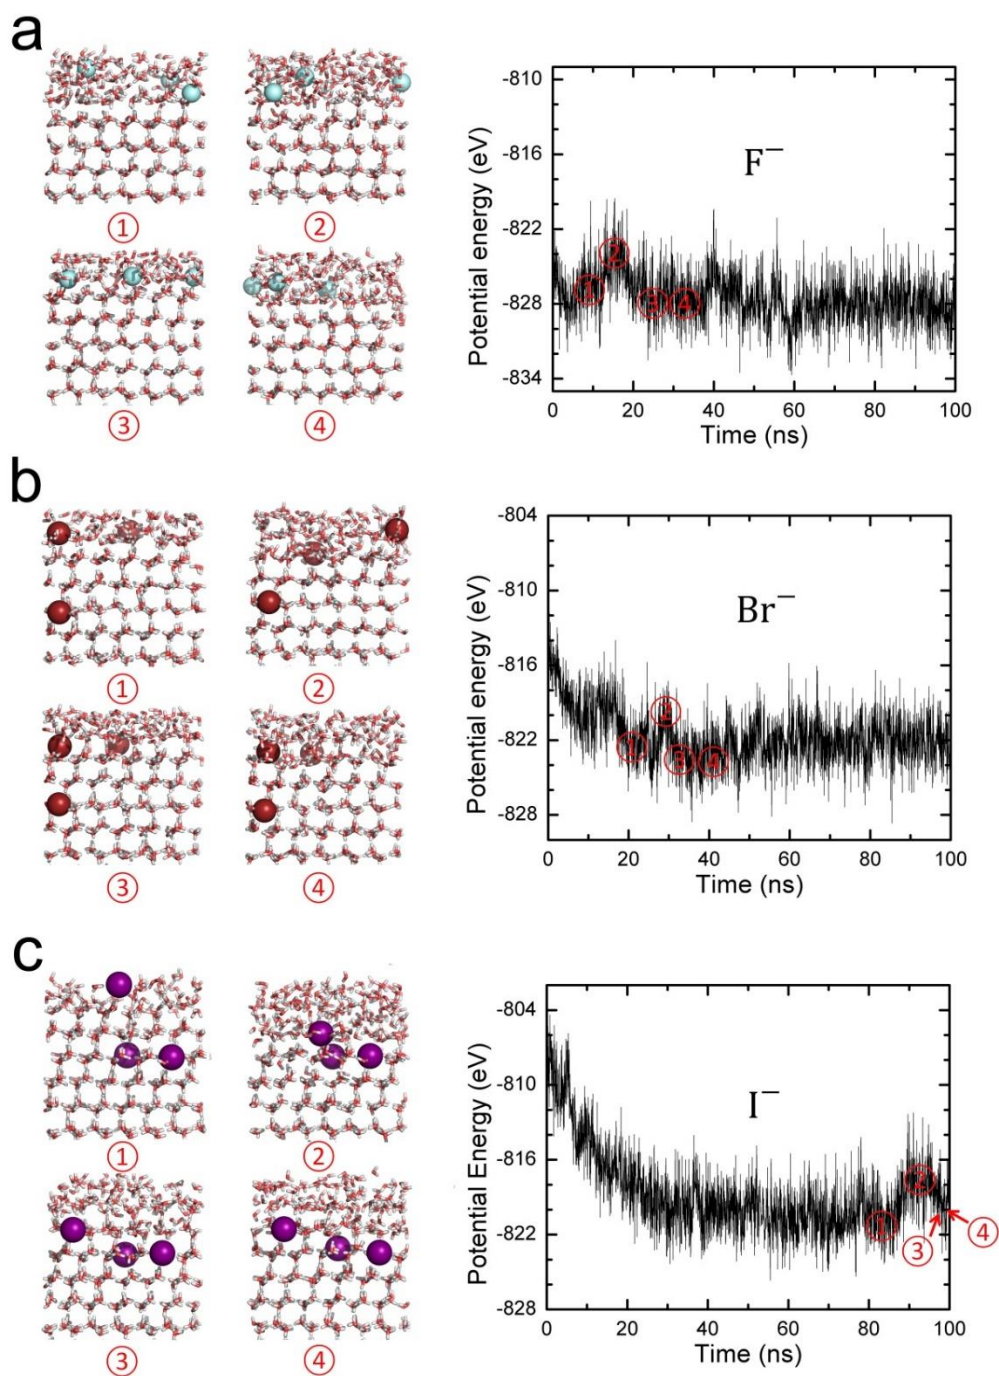 a
① ②
③ ④
Potential energy (eV)
-810
-816
-822
-828
-834
F⁻
② 
① ③ ④
0 20 40 60 80 100
Time (ns)
b
① ②
③ ④
Potential energy (eV)
-804
-810
-816
-822
-828
Br⁻
②
① ③ ④
0 20 40 60 80 100
Time (ns)
c
① ②
③ ④
Potential Energy (eV)
-804
-810
-816
-822
-828
I⁻
②
① ③ ④
0 20 40 60 80 100
Time (ns)